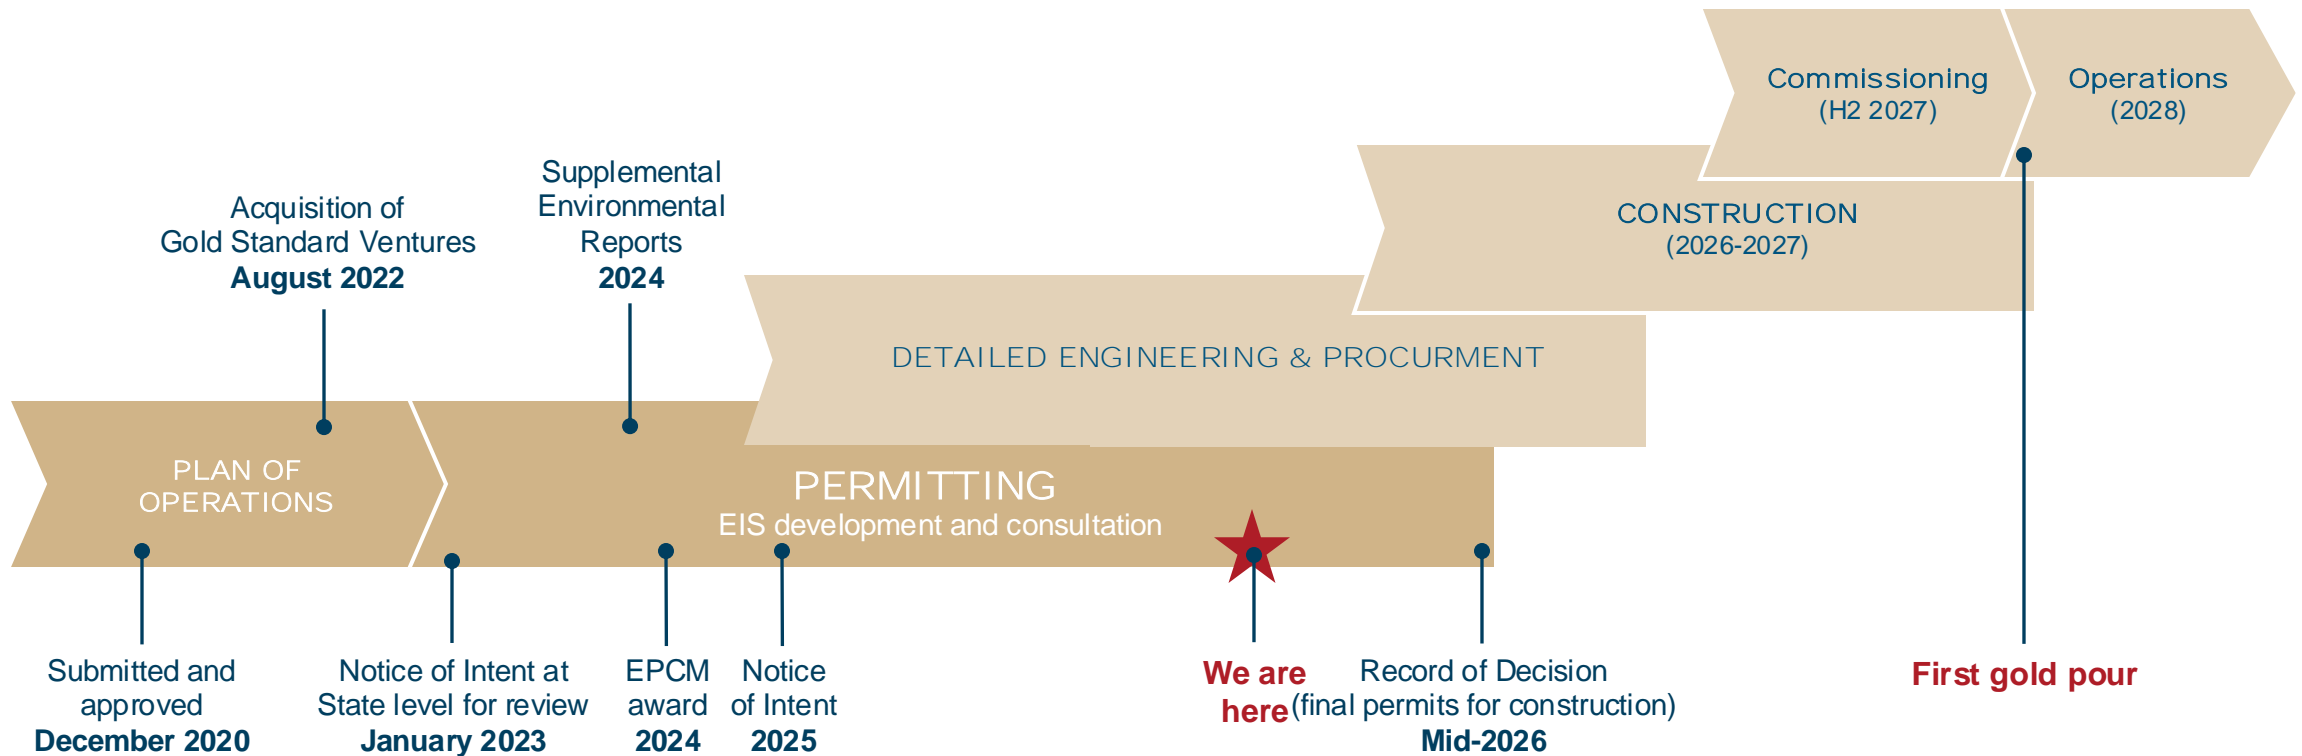 Commissioning
(H2 2027)
Operations
(2028)
Supplemental
Environmental
Reports
2024
Acquisition of
Gold Standard Ventures
August 2022
CONSTRUCTION
(2026-2027)
DETAILED ENGINEERING & PROCURMENT
PLAN OF
OPERATIONS
PERMITTING
EIS development and consultation
Submitted and
approved
December 2020
Notice of Intent at
State level for review
January 2023
EPCM
award
2024
Notice
of Intent
2025
We are
here
Record of Decision
(final permits for construction)
Mid-2026
First gold pour